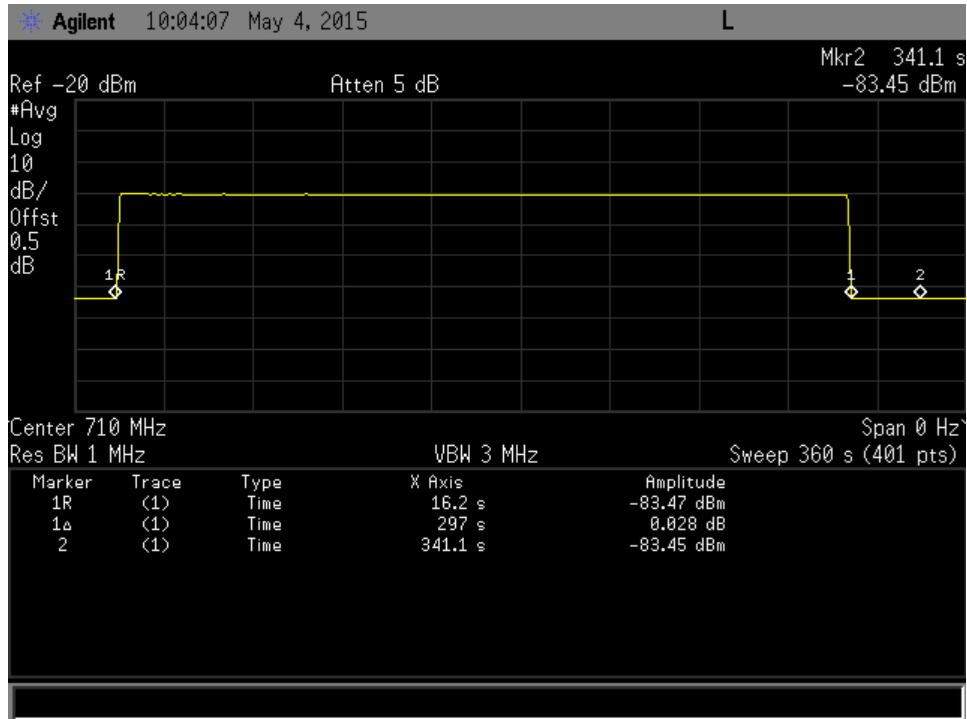 Agilent 10:04:07 May 4, 2015 L
Mkr2 341.1 s
Ref -20 dBm Atten 5 dB -83.45 dBm
#Avg
Log
10
dB/
Offst
0.5
dB
1R
1
2
Center 710 MHz Span 0 Hz
Res BW 1 MHz VBW 3 MHz Sweep 360 s (401 pts)
Marker Trace Type X Axis Amplitude
1R (1) Time 16.2 s -83.47 dBm
1Δ (1) Time 297 s 0.028 dB
2 (1) Time 341.1 s -83.45 dBm